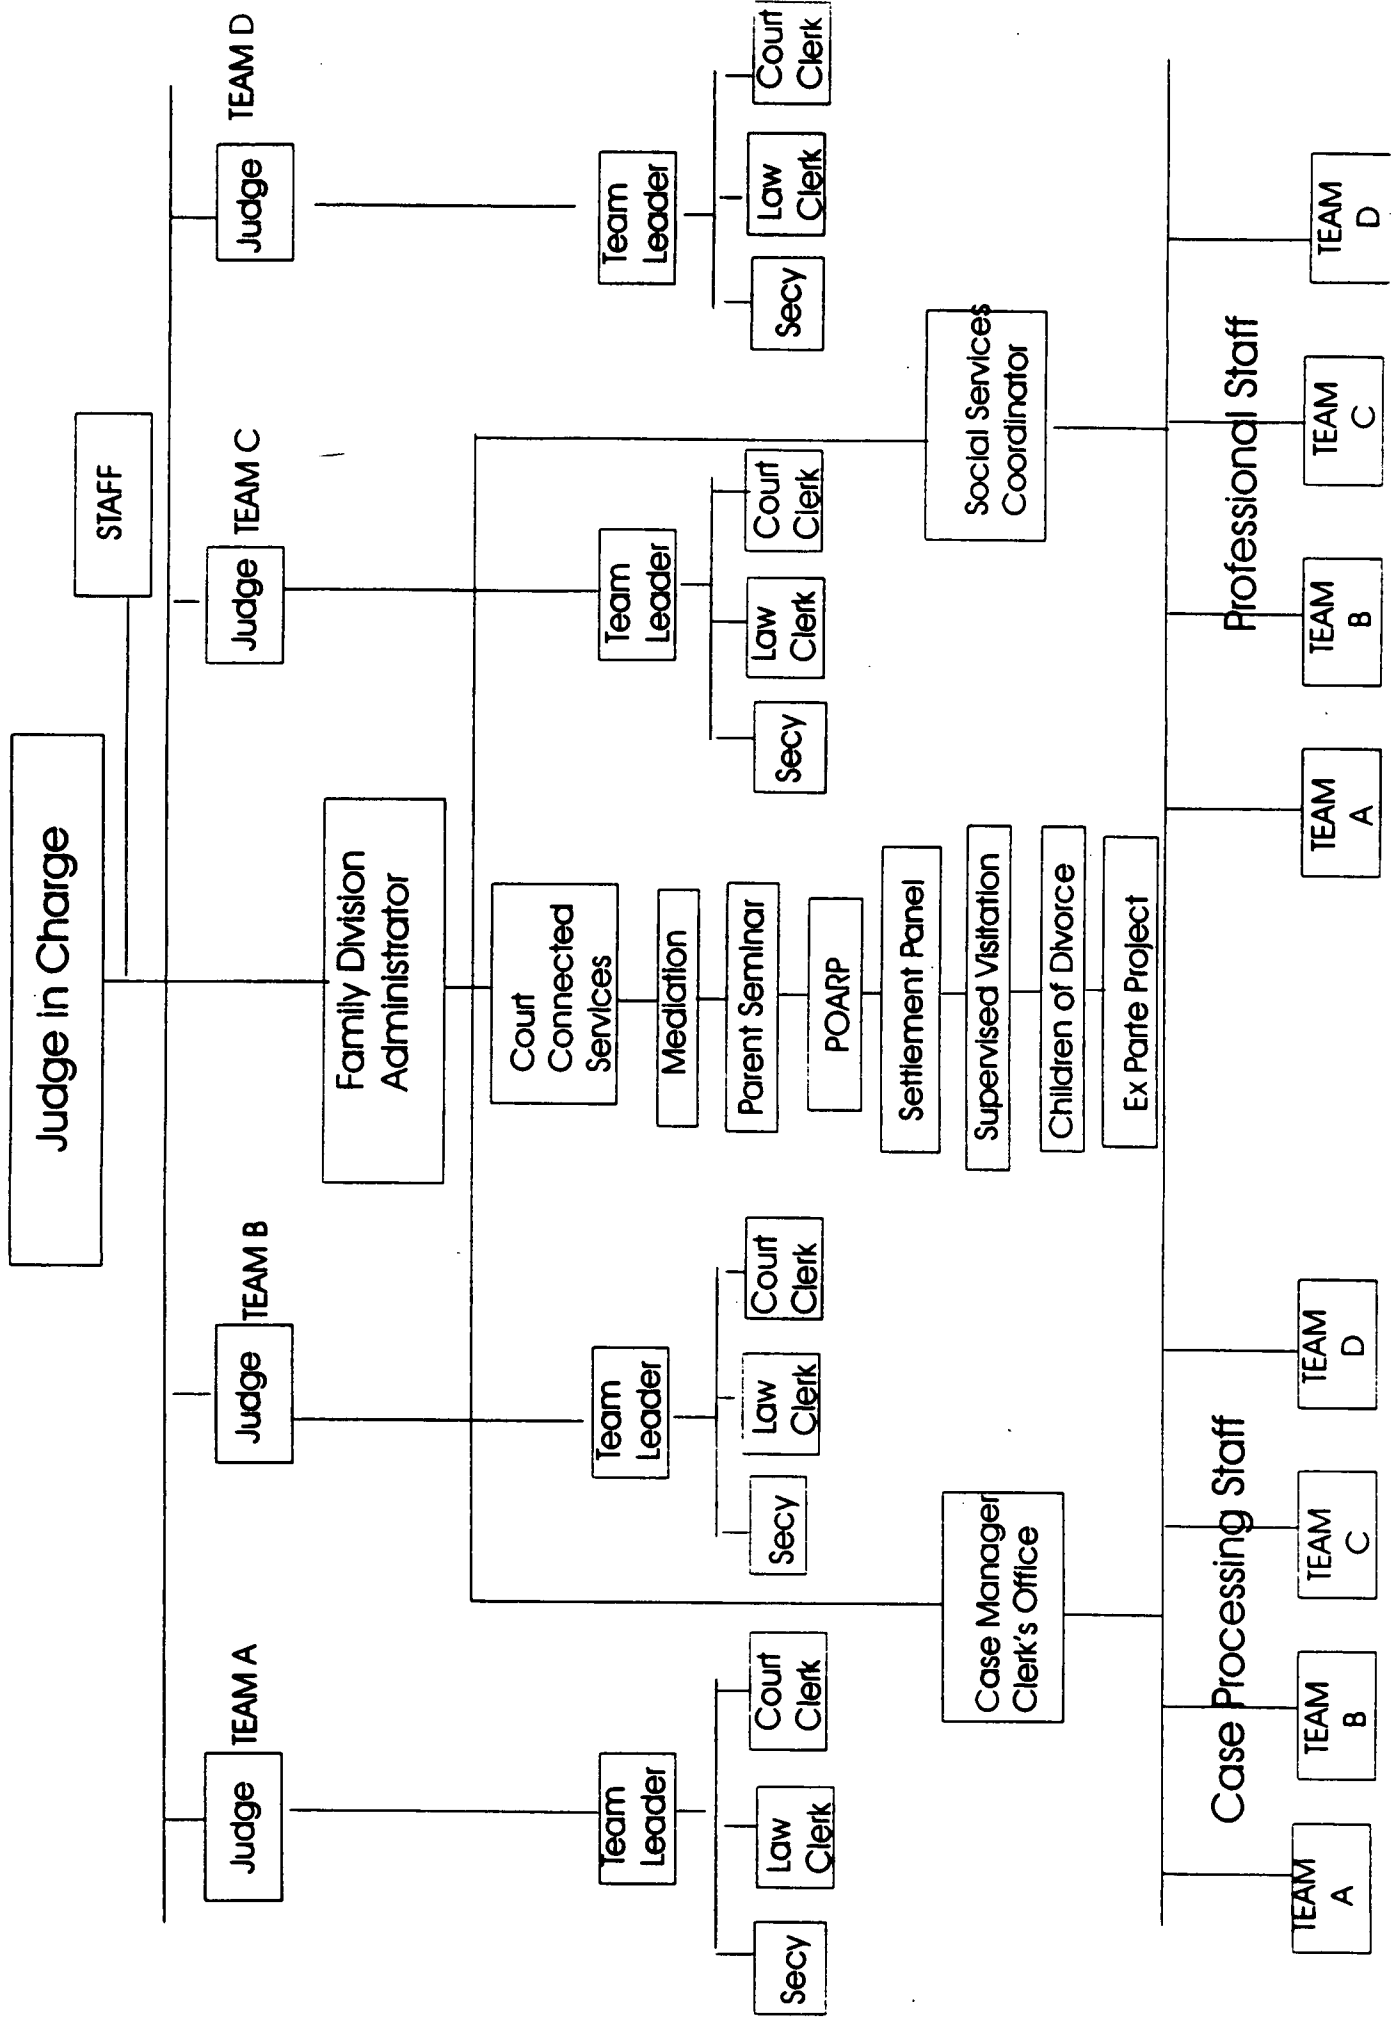 Judge in Charge
STAFF
Judge
TEAM A
Judge
TEAM B
Judge
TEAM C
Judge
TEAM D
Family Division
Administrator
Court
Connected
Services
Mediation
Parent Seminar
POARP
Settlement Panel
Supervised Visitation
Children of Divorce
Ex Parte Project
Team
Leader
Secy
Law
Clerk
Court
Clerk
Team
Leader
Secy
Law
Clerk
Court
Clerk
Team
Leader
Secy
Law
Clerk
Court
Clerk
Team
Leader
Secy
Law
Clerk
Court
Clerk
Case Manager
Clerk's Office
Social Services
Coordinator
Case Processing Staff
TEAM
A
TEAM
B
TEAM
C
TEAM
D
Professional Staff
TEAM
A
TEAM
B
TEAM
C
TEAM
D